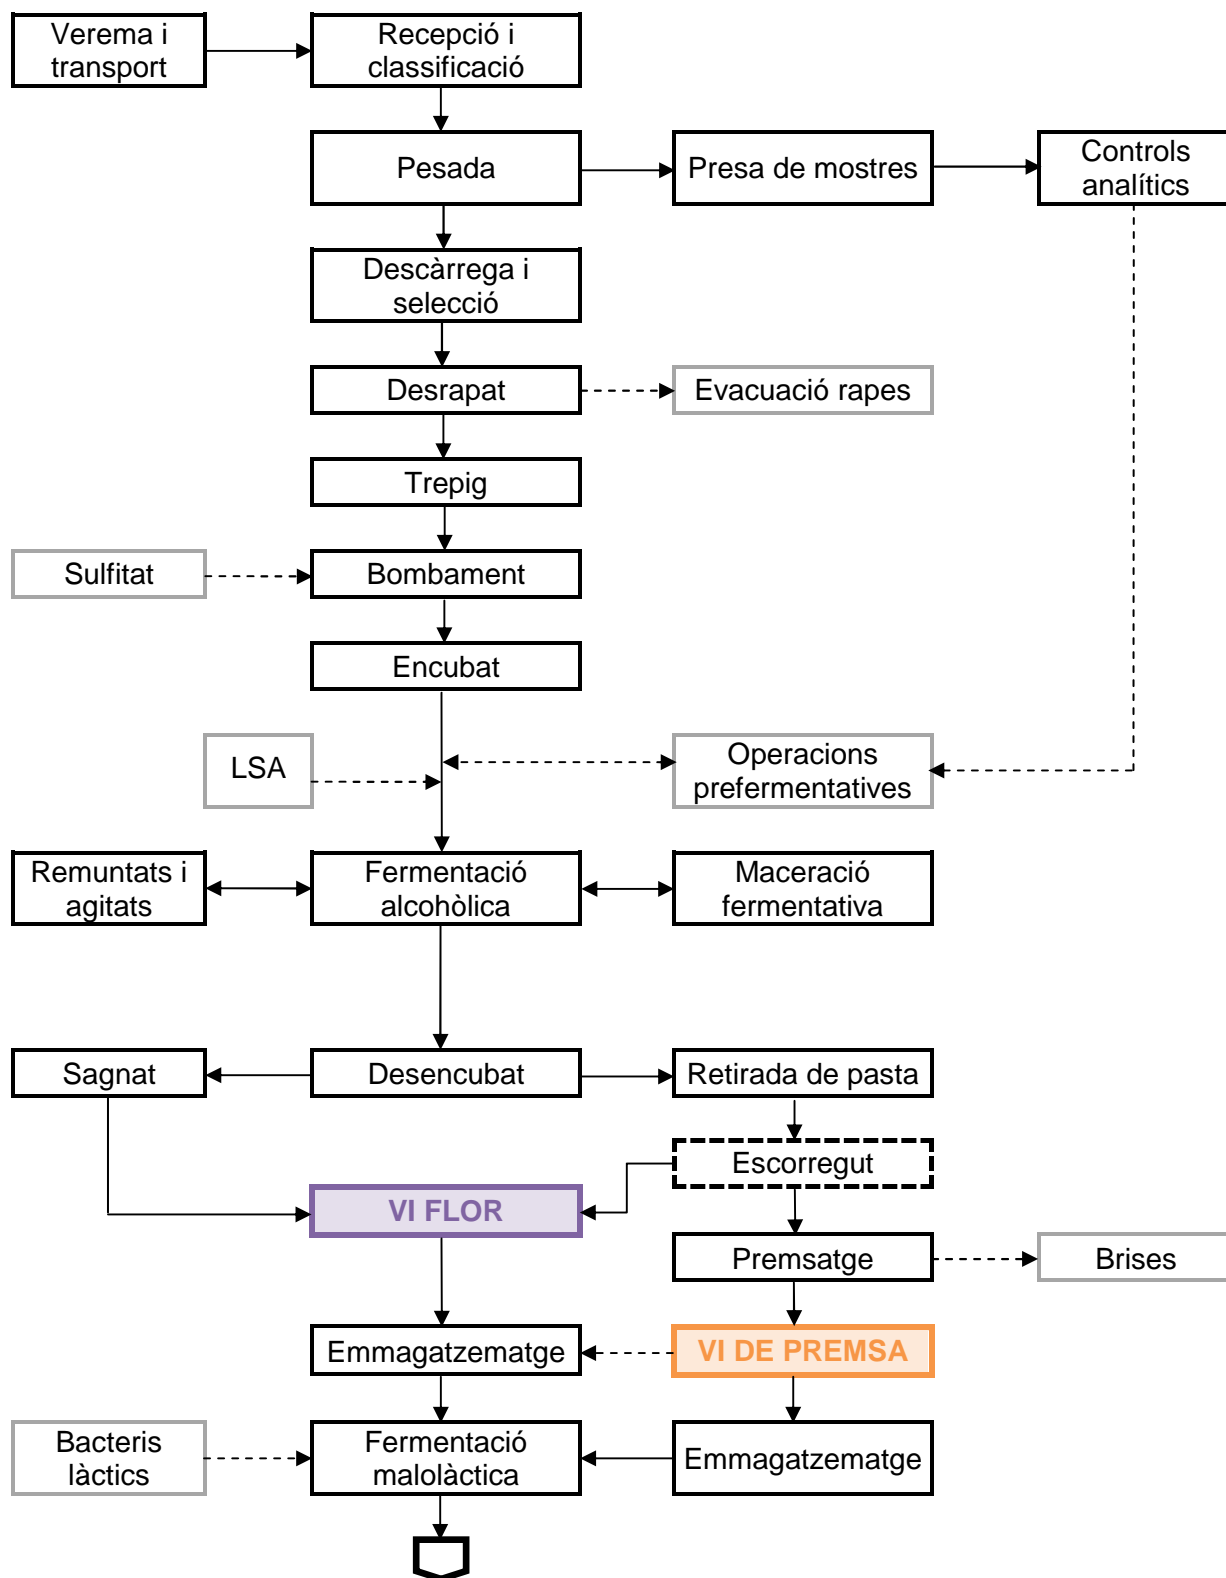 Verema i
transport
Recepció i
classificació
Pesada
Presa de mostres
Controls
analítics
Descàrrega i
selecció
Desrapat
Evacuació rapes
Trepig
Sulfitat
Bombament
Encubat
LSA
Operacions
prefermentatives
Remuntats i
agitats
Fermentació
alcohòlica
Maceració
fermentativa
Sagnat
Desencubat
Retirada de pasta
Escorregut
VI FLOR
Premsatge
Brises
Emmagatzematge
VI DE PREMSA
Bacteris
làctics
Fermentació
malolàctica
Emmagatzematge